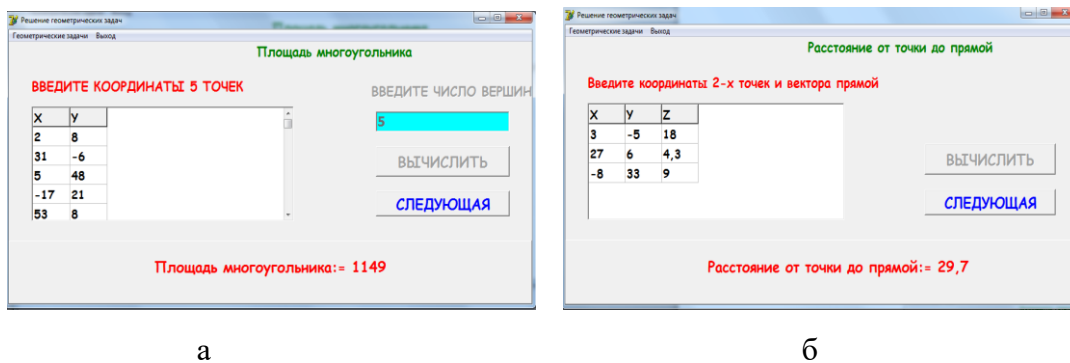 Решение геометрических задач
Геометрические задачи Выход
Площадь многоугольника
ВВЕДИТЕ КООРДИНАТЫ 5 ТОЧЕК
ВВЕДИТЕ ЧИСЛО ВЕРШИН
X Y
2 8
31 -6
5 48
-17 21
53 8
5
ВЫЧИСЛИТЬ
СЛЕДУЮЩАЯ
Площадь многоугольника:= 1149
а
Решение геометрических задач
Геометрические задачи Выход
Расстояние от точки до прямой
Введите координаты 2-х точек и вектора прямой
X Y Z
3 -5 18
27 6 4,3
-8 33 9
ВЫЧИСЛИТЬ
СЛЕДУЮЩАЯ
Расстояние от точки до прямой:= 29,7
б